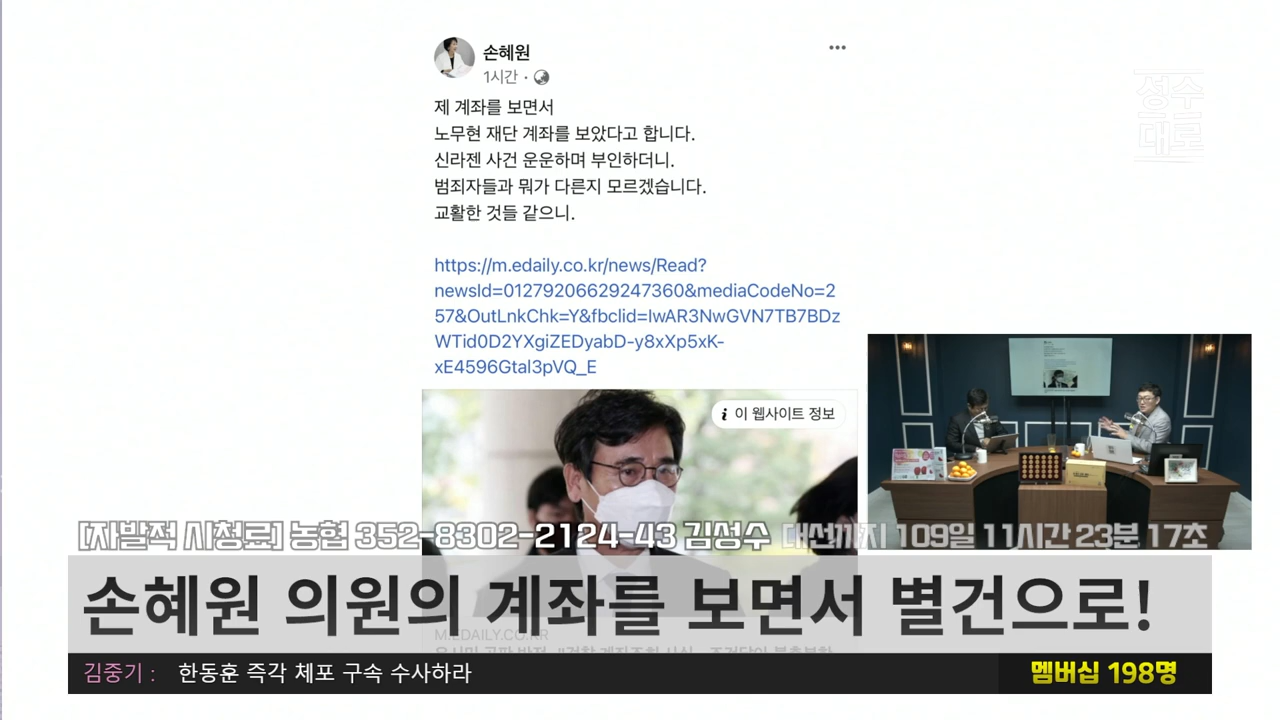 손혜원
1시간 ·
제 계좌를 보면서
노무현 재단 계좌를 보았다고 합니다.
신라젠 사건 운운하며 부인하더니.
범죄자들과 뭐가 다른지 모르겠습니다.
교활한 것들 같으니.
https://m.edaily.co.kr/news/Read?
newsId=01279206629247360&mediaCodeNo=2
57&OutLnkChk=Y&fbclid=IwAR3NwGVN7TB7BDz
WTid0D2YXgiZEDyabD-y8xXp5xK-
xE4596Gtal3pVQ_E
이 웹사이트 정보
성수
대로
[자발적 시청료] 농협 352-8302-2124-43 김성수 대선까지 109일 11시간 23분 17초
손혜원 의원의 계좌를 보면서 별건으로!
M.EDAILY.CO.KR
김중기 : 한동훈 즉각 체포 구속 수사하라
멤버십 198명